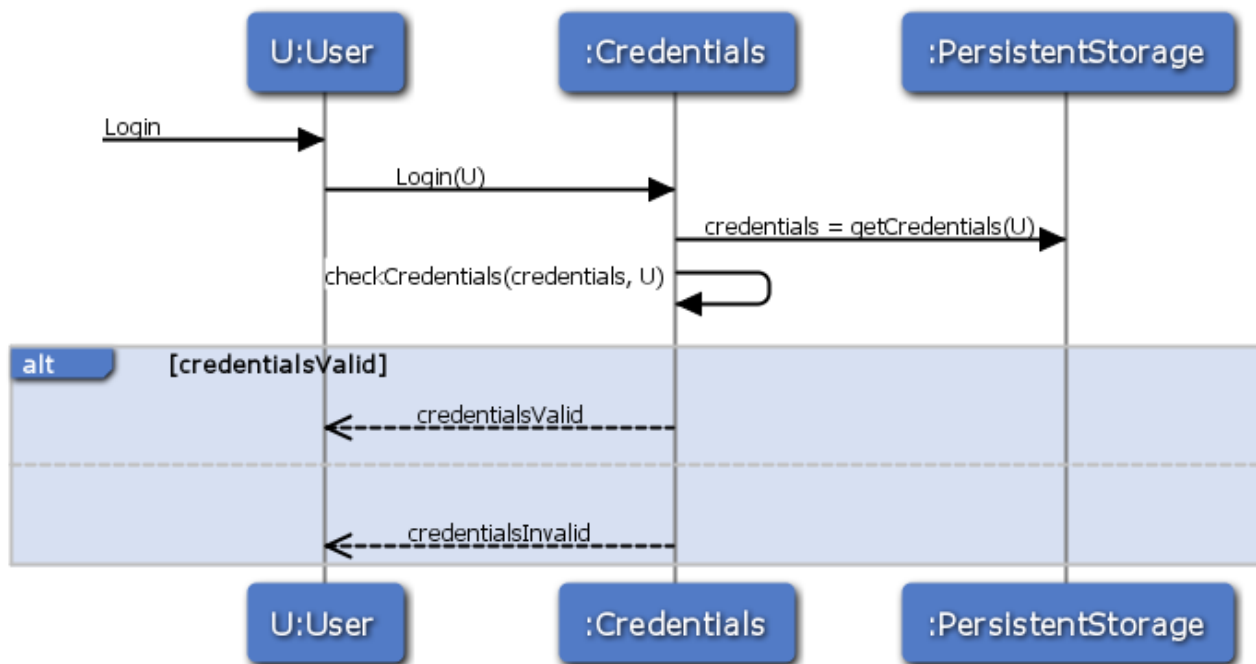 U:User
:Credentials
:PersistentStorage
Login
Login(U)
credentials = getCredentials(U)
checkCredentials(credentials, U)
alt
[credentialsValid]
credentialsValid
credentialsInvalid
U:User
:Credentials
:PersistentStorage